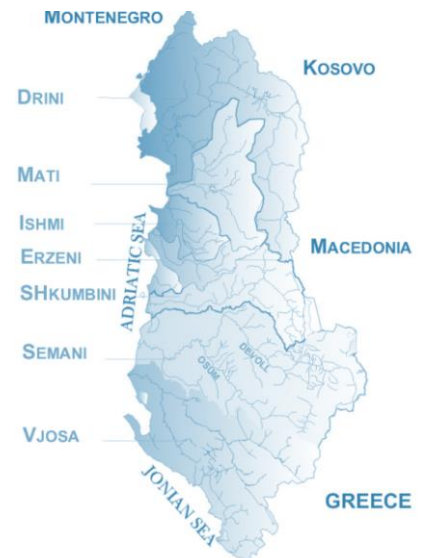 MONTENEGRO
KOSOVO
DRINI
MATI
ISHMI
ERZENI
MACEDONIA
SHKUMBINI
ADRIATIC SEA
SEMANI
OSUM
DEVOLL
VJOSA
JONIAN SEA
GREECE